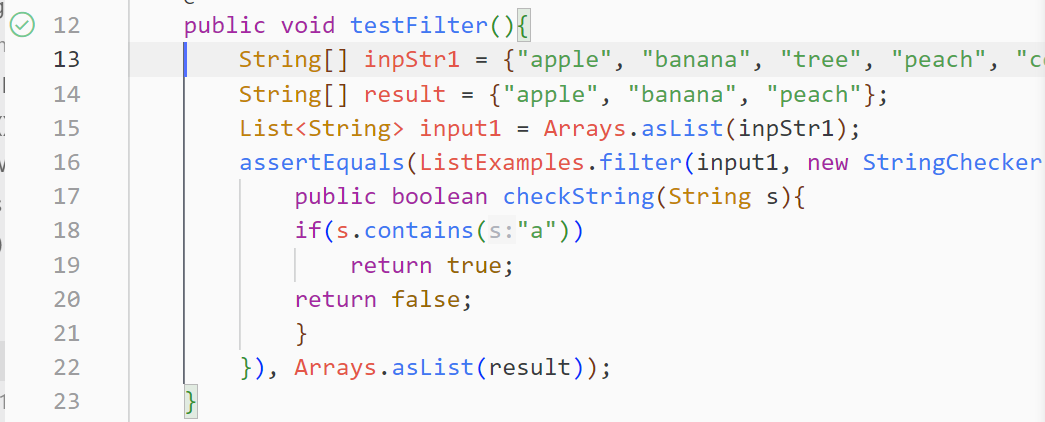 12 public void testFilter(){
13 String[] inpStr1 = {"apple", "banana", "tree", "peach",
14 String[] result = {"apple", "banana", "peach"};
15 List<String> input1 = Arrays.asList(inpStr1);
16 assertEquals(ListExamples.filter(input1, new StringChecker
17 public boolean checkString(String s){
18 if(s.contains(s:"a"))
19 return true;
20 return false;
21 }
22 }), Arrays.asList(result));
23 }